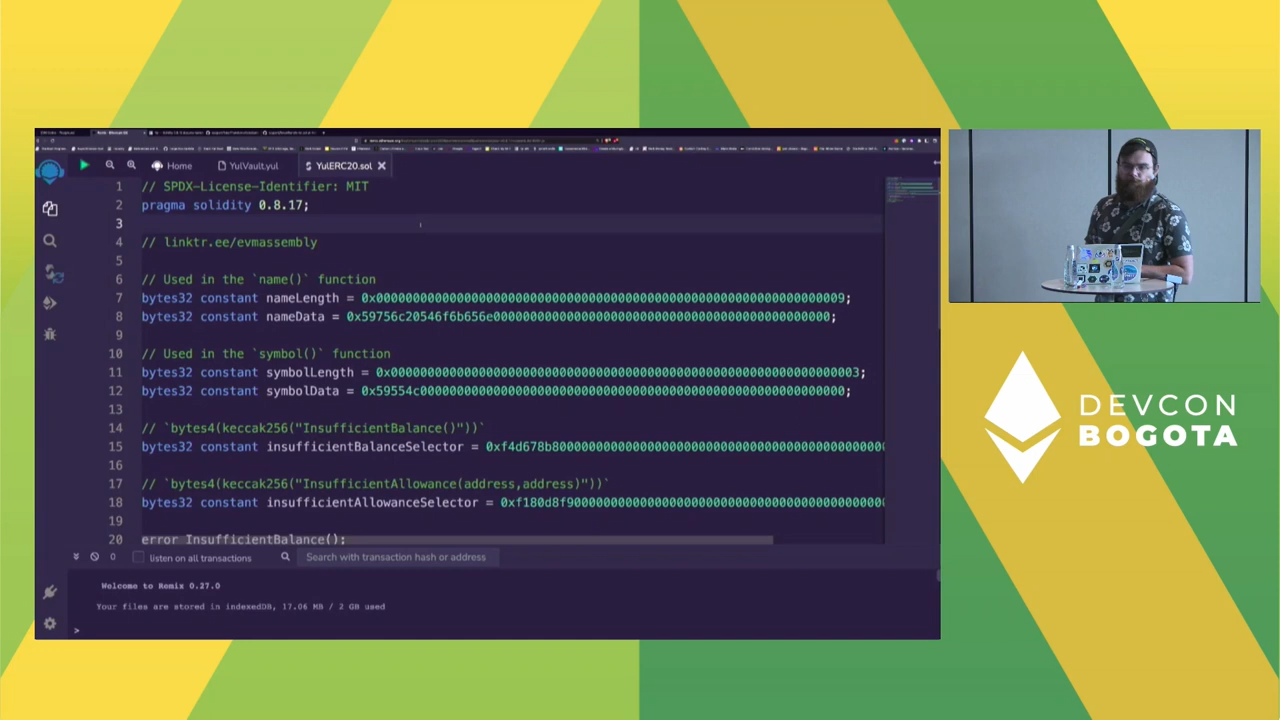 Home
YulVault.yul
YulERC20.sol
1 // SPDX-License-Identifier: MIT
2 pragma solidity 0.8.17;
3
4 // linktr.ee/evmassembly
5
6 // Used in the `name()` function
7 bytes32 constant nameLength = 0x0000000000000000000000000000000000000000000000000000000000000009;
8 bytes32 constant nameData = 0x59756c20546f6b656e0000000000000000000000000000000000000000000000;
9
10 // Used in the `symbol()` function
11 bytes32 constant symbolLength = 0x0000000000000000000000000000000000000000000000000000000000000003;
12 bytes32 constant symbolData = 0x59554c0000000000000000000000000000000000000000000000000000000000;
13
14 // `bytes4(keccak256("InsufficientBalance()"))`
15 bytes32 constant insufficientBalanceSelector = 0xf4d678b80000000000000000000000000000000000000000000000
16
17 // `bytes4(keccak256("InsufficientAllowance(address,address)"))`
18 bytes32 constant insufficientAllowanceSelector = 0xf180d8f900000000000000000000000000000000000000000000
19
20 error InsufficientBalance();
0 listen on all transactions Search with transaction hash or address
Welcome to Remix 0.27.0
Your files are stored in indexedDB, 17.06 MB / 2 GB used
>
DEVCON
BOGOTA